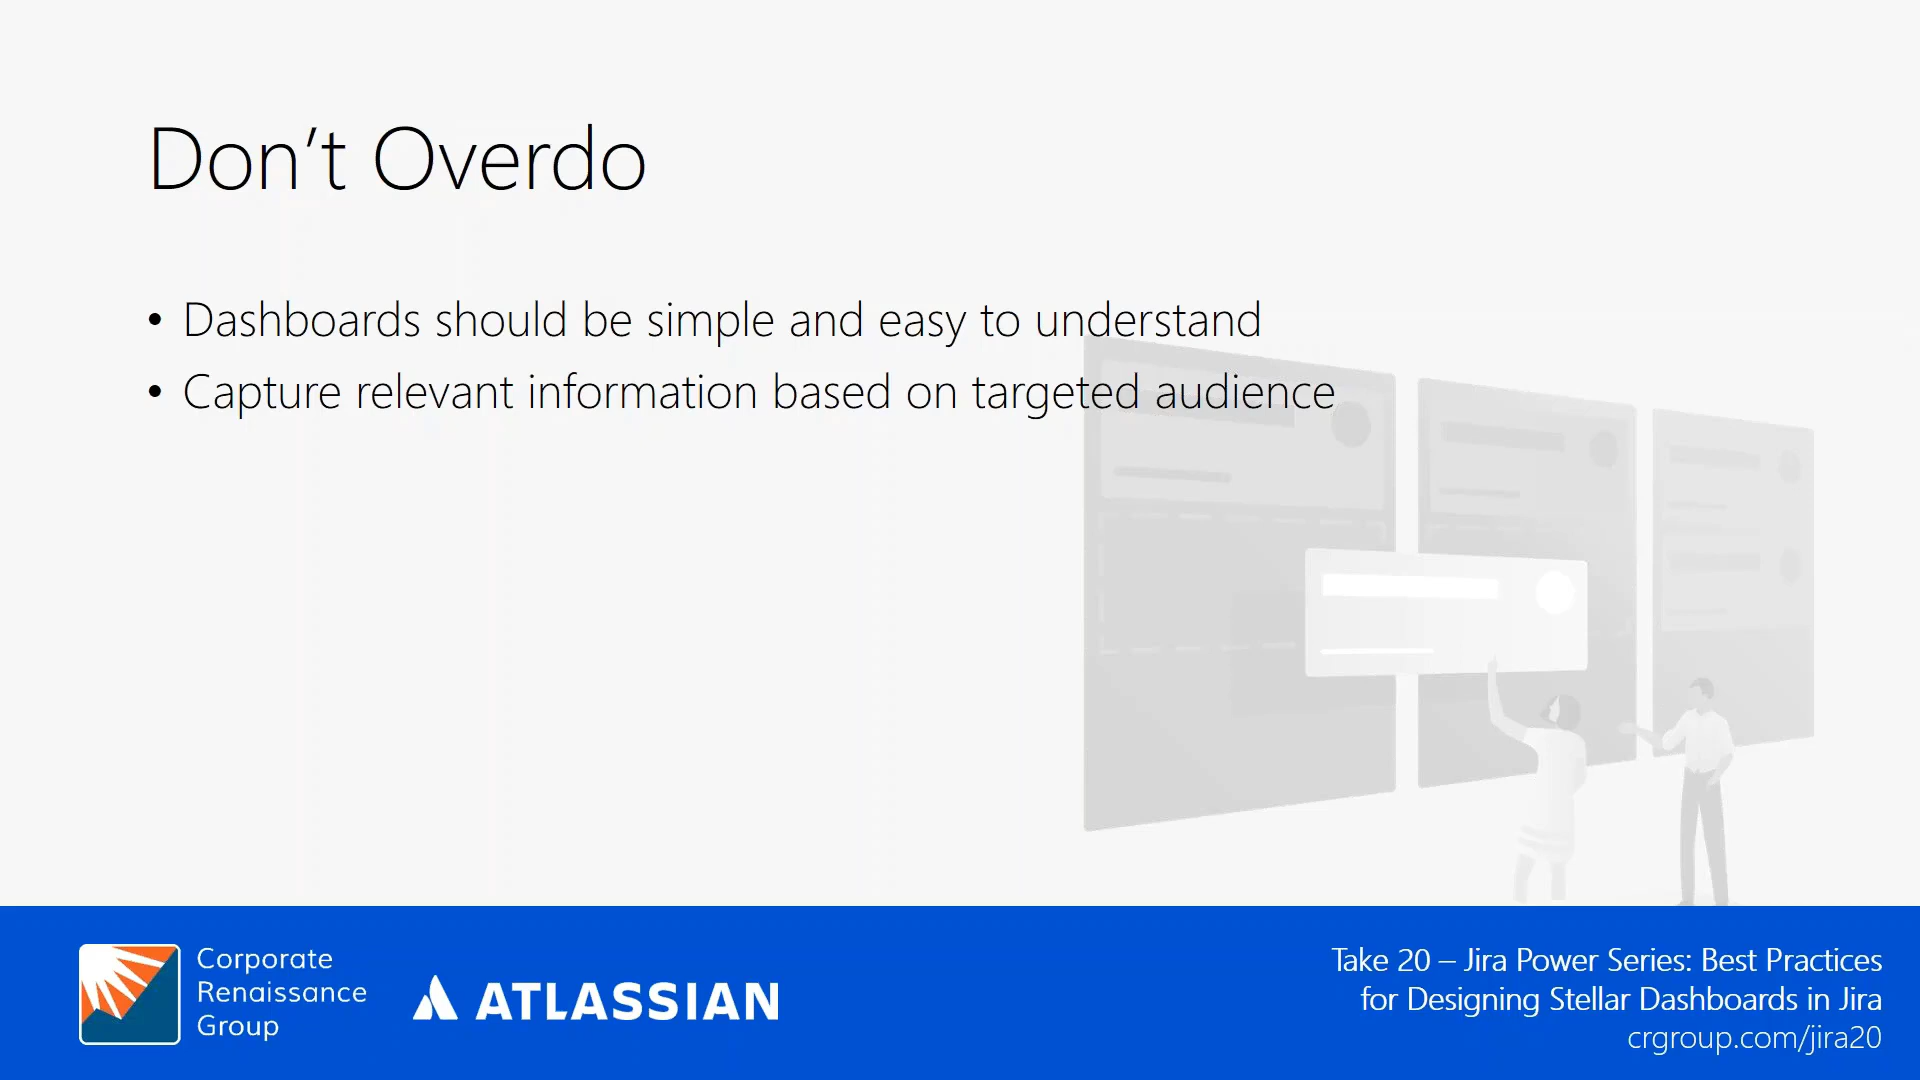 Don’t Overdo
• Dashboards should be simple and easy to understand
• Capture relevant information based on targeted audience
Corporate
Renaissance
Group
ATLASSIAN
Take 20 – Jira Power Series: Best Practices
for Designing Stellar Dashboards in Jira
crgroup.com/jira20